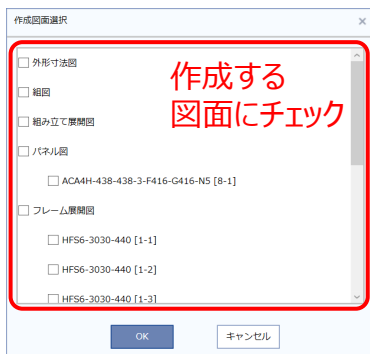 作成図面選択
×
外形寸法図
作成する
組図
図面にチェック
組み立て展開図
パネル図
ACA4H-438-438-3-F416-G416-N5 [8-1]
フレーム展開図
HFS6-3030-440 [1-1]
HFS6-3030-440 [1-2]
HFS6-3030-440 [1-3]
OK
キャンセル